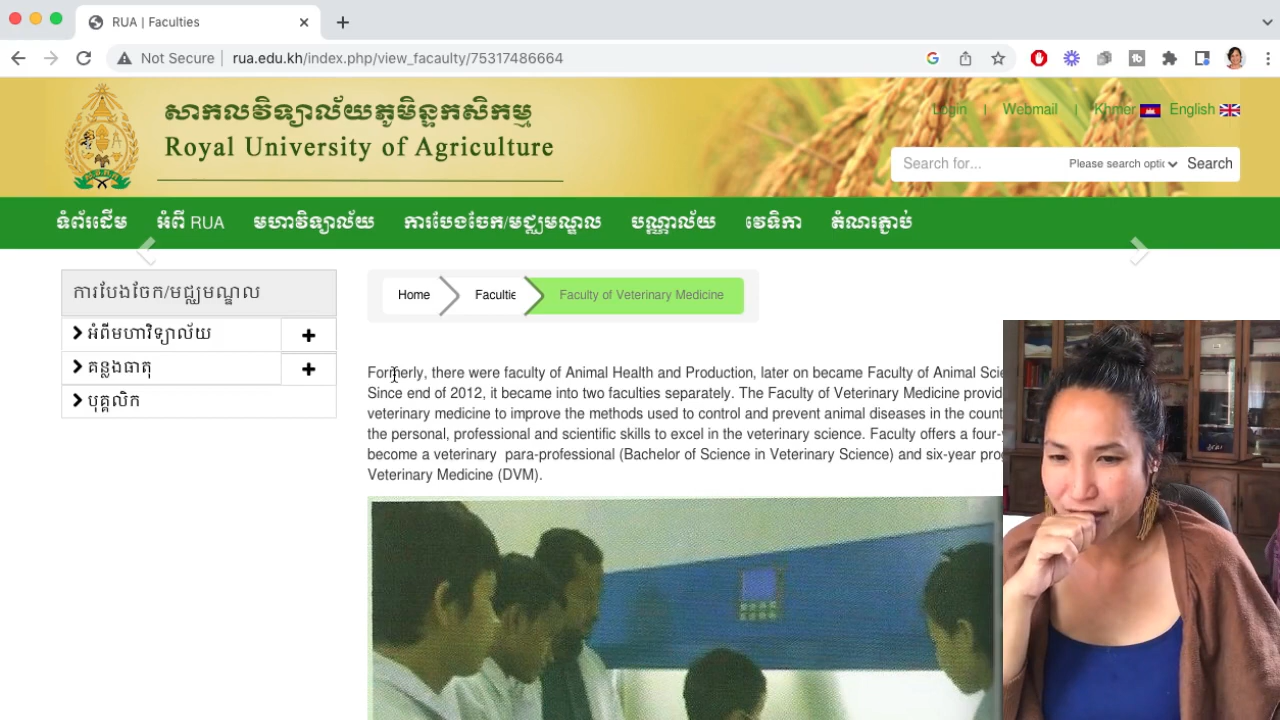 RUA | Faculties
Not Secure
rua.edu.kh/index.php/view_facaulty/75317486664
សាកលវិទ្យាល័យភូមិន្ទកសិកម្ម
Royal University of Agriculture
Login | Webmail | Khmer English
Search for... Please search optic Search
ទំព័រដើម អំពី RUA មហាវិទ្យាល័យ ការបែងចែក/មជ្ឈមណ្ឌល បណ្ណាល័យ វេទិកា តំណរភ្ជាប់
ការបែងចែក/មជ្ឈមណ្ឌល
អំពីមហាវិទ្យាល័យ
គន្លងធាតុ
បុគ្គលិក
Home Facultie Faculty of Veterinary Medicine
Formerly, there were faculty of Animal Health and Production, later on became Faculty of Animal Scie
Since end of 2012, it became into two faculties separately. The Faculty of Veterinary Medicine provid
veterinary medicine to improve the methods used to control and prevent animal diseases in the count
the personal, professional and scientific skills to excel in the veterinary science. Faculty offers a four-y
become a veterinary para-professional (Bachelor of Science in Veterinary Science) and six-year prog
Veterinary Medicine (DVM).